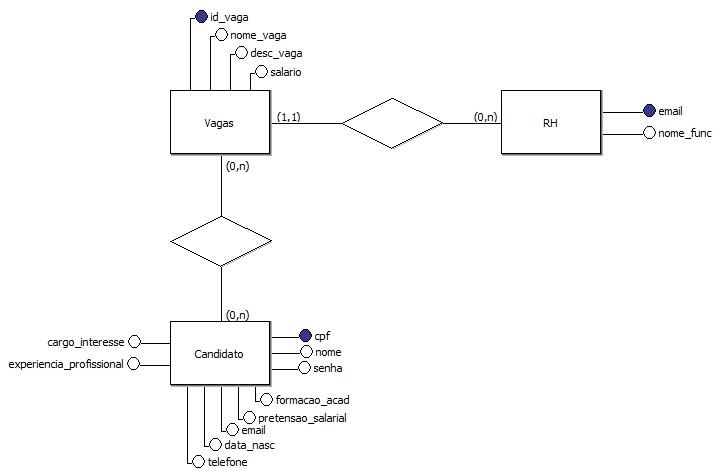 id_vaga
nome_vaga
desc_vaga
salario
Vagas
(1,1)
(0,n)
RH
email
nome_func
(0,n)
(0,n)
cargo_interesse
experiencia_profissional
Candidato
cpf
nome
senha
formacao_acad
pretensao_salarial
email
data_nasc
telefone